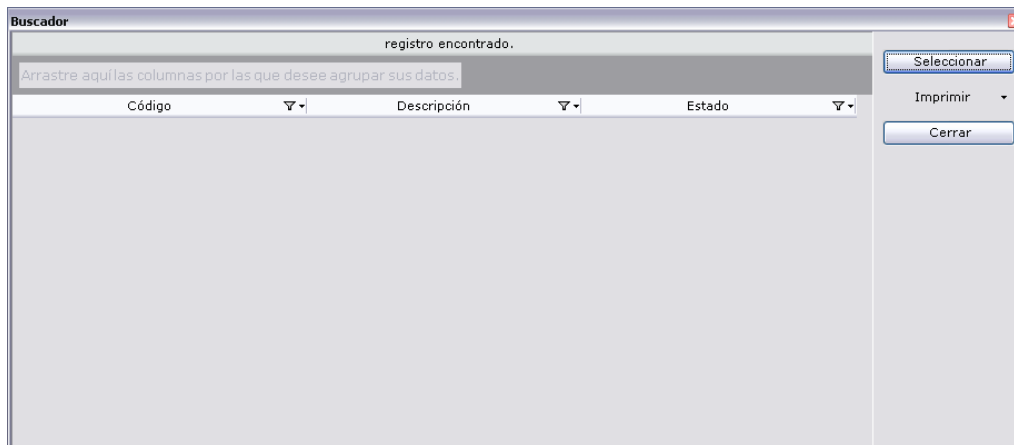 Buscador
registro encontrado.
Arrastre aquí las columnas por las que desee agrupar sus datos.
Código Descripción Estado
Seleccionar
Imprimir
Cerrar